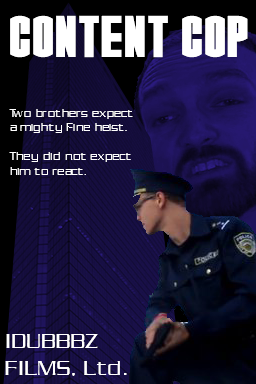 CONTENT COP
Two brothers expect
a mighty Fine heist.
They did not expect
him to react.
IDUBBBZ
FILMS, Ltd.